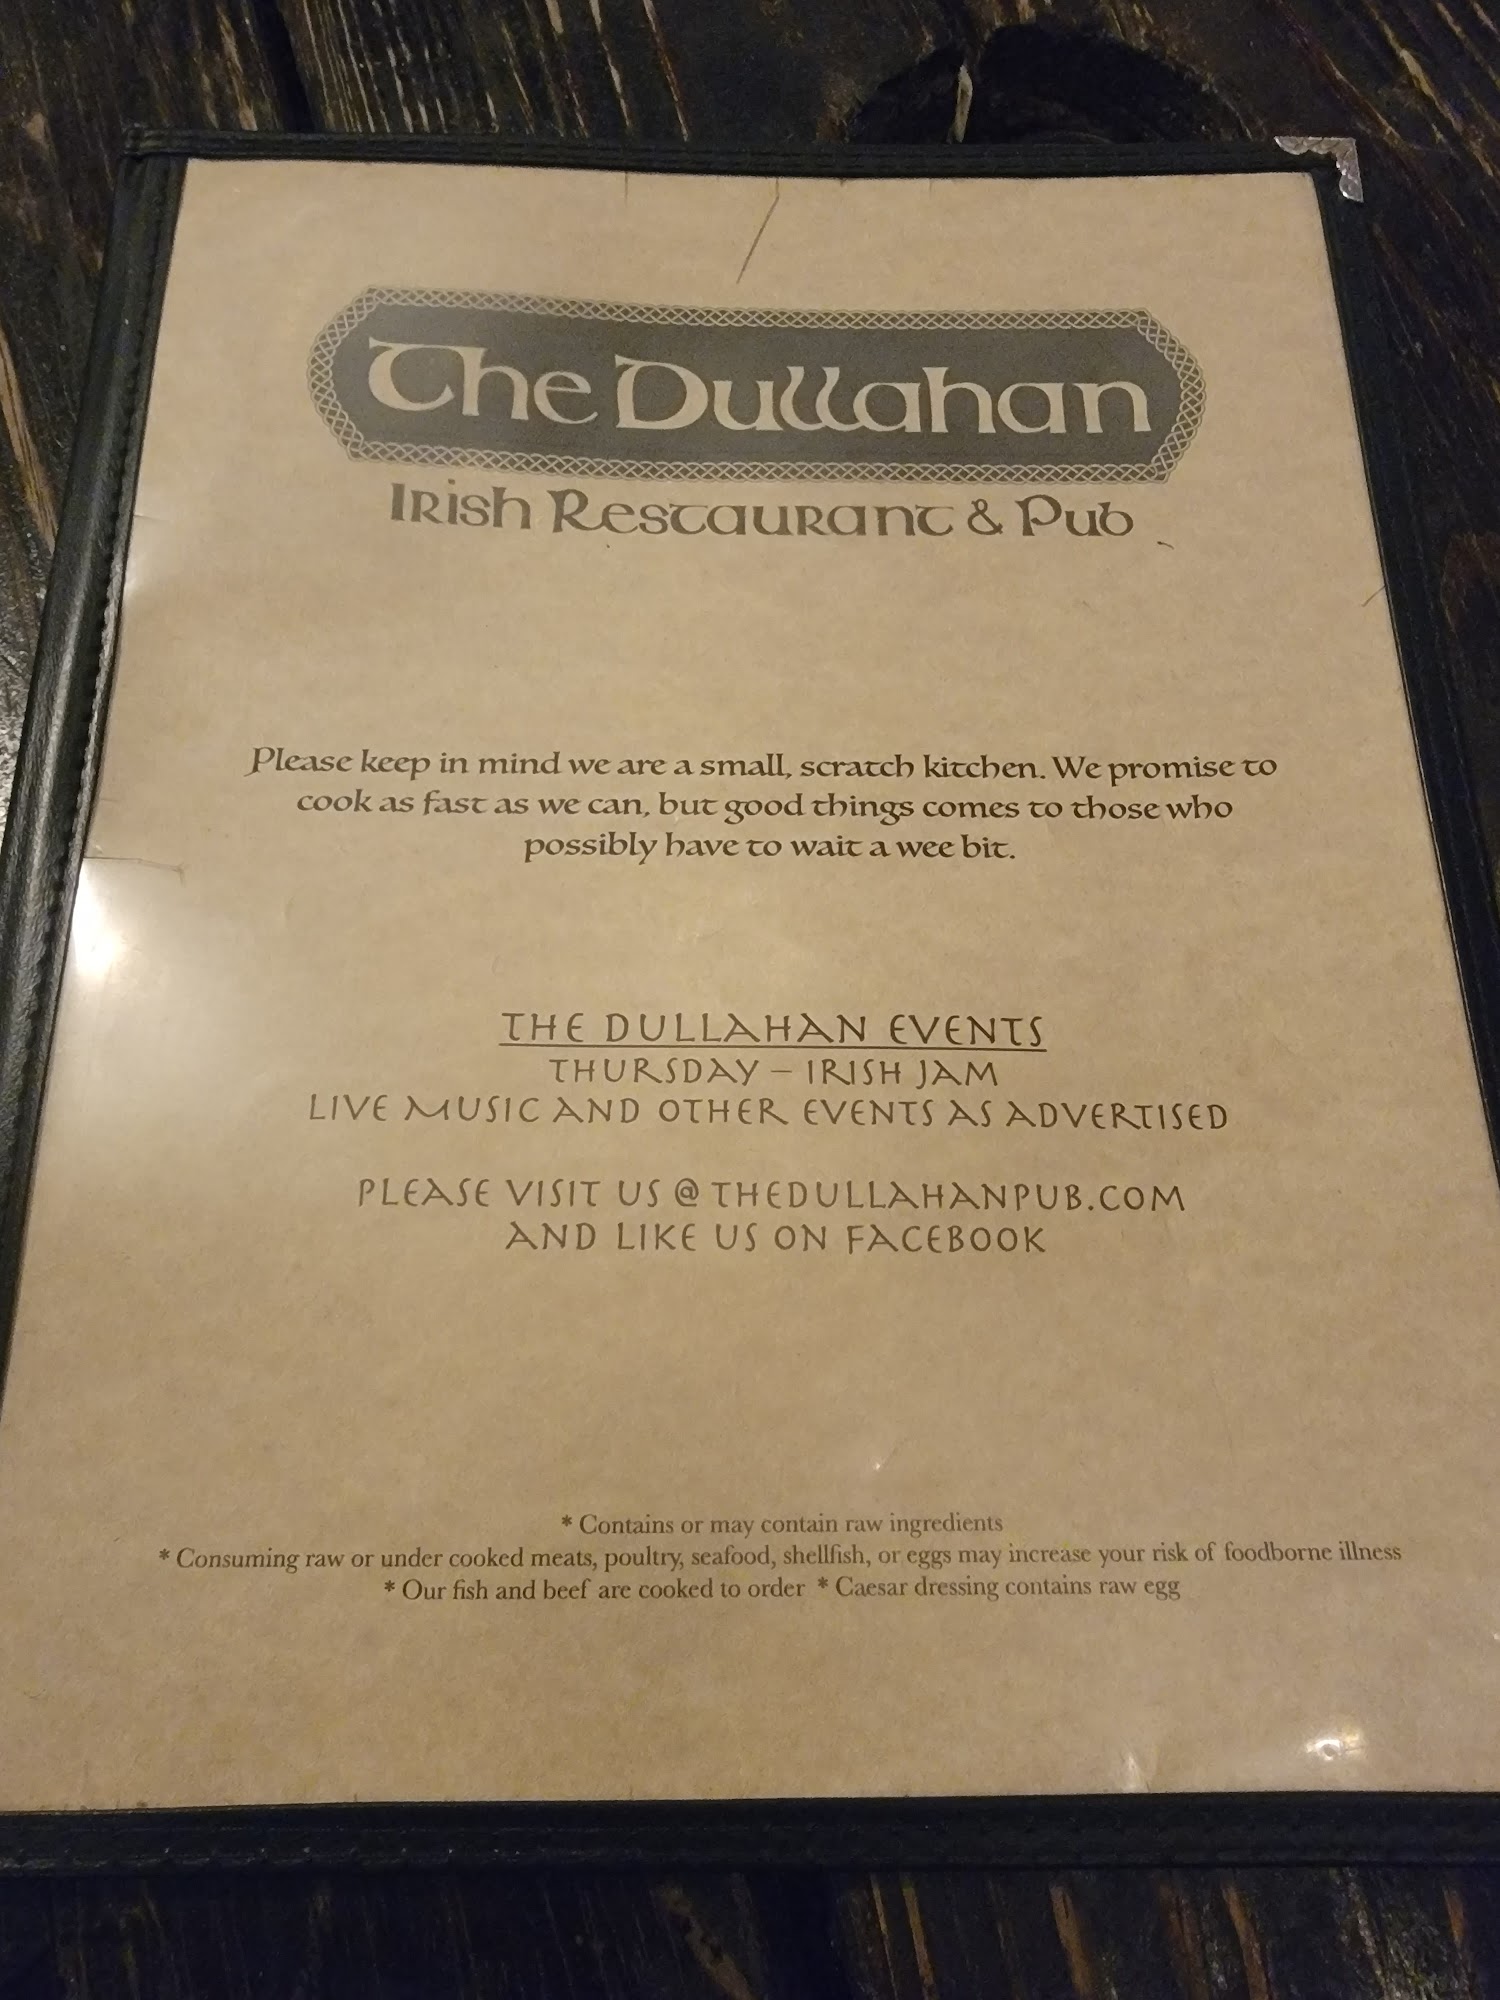 The Dullahan
Irish Restaurant & Pub
Please keep in mind we are a small, scratch kitchen. We promise to
cook as fast as we can, but good things comes to those who
possibly have to wait a wee bit.
THE DULLAHAN EVENTS
THURSDAY – IRISH JAM
LIVE MUSIC AND OTHER EVENTS AS ADVERTISED
PLEASE VISIT US @ THEDULLAHANPUB.COM
AND LIKE US ON FACEBOOK
* Contains or may contain raw ingredients
* Consuming raw or under cooked meats, poultry, seafood, shellfish, or eggs may increase your risk of foodborne illness
* Our fish and beef are cooked to order * Caesar dressing contains raw egg